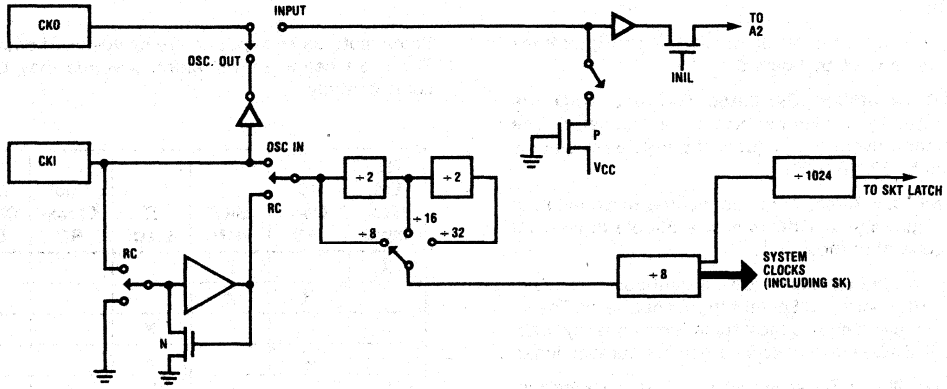 CKO
INPUT
TO
A2
OSC. OUT
INIL
P
VCC
CKI
OSC IN
÷2
÷2
÷1024
TO SKT LATCH
RC
÷16
÷8
÷32
RC
÷8
SYSTEM
CLOCKS
(INCLUDING SK)
N